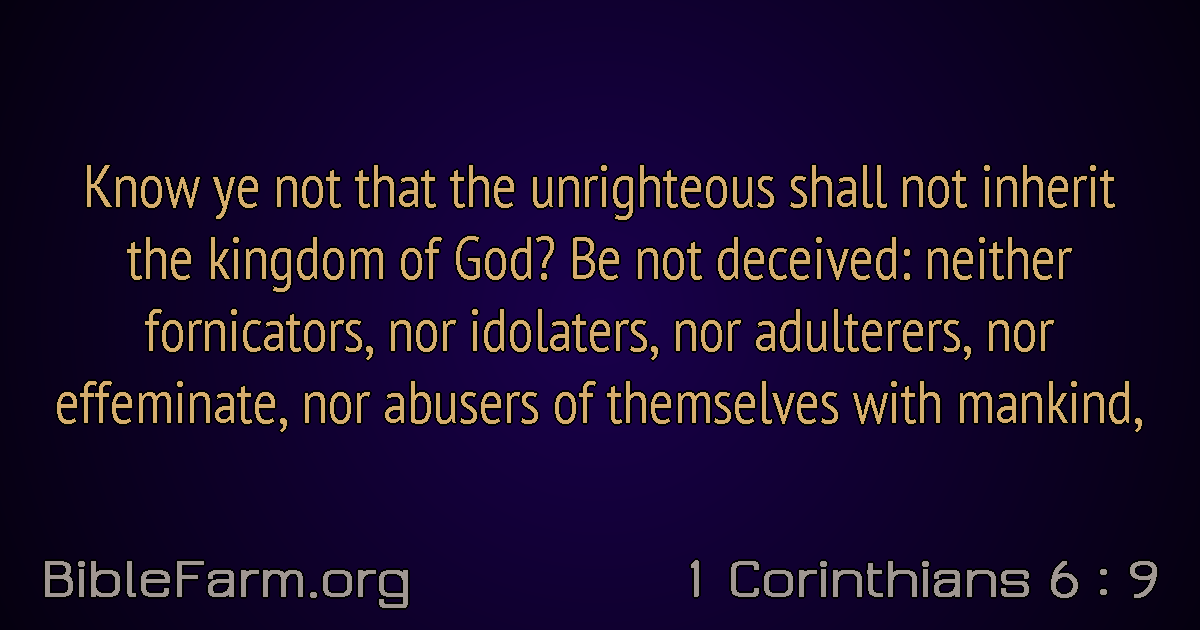 Know ye not that the unrighteous shall not inherit
the kingdom of God? Be not deceived: neither
fornicators, nor idolaters, nor adulterers, nor
effeminate, nor abusers of themselves with mankind,
BibleFarm.org
1 Corinthians 6 : 9